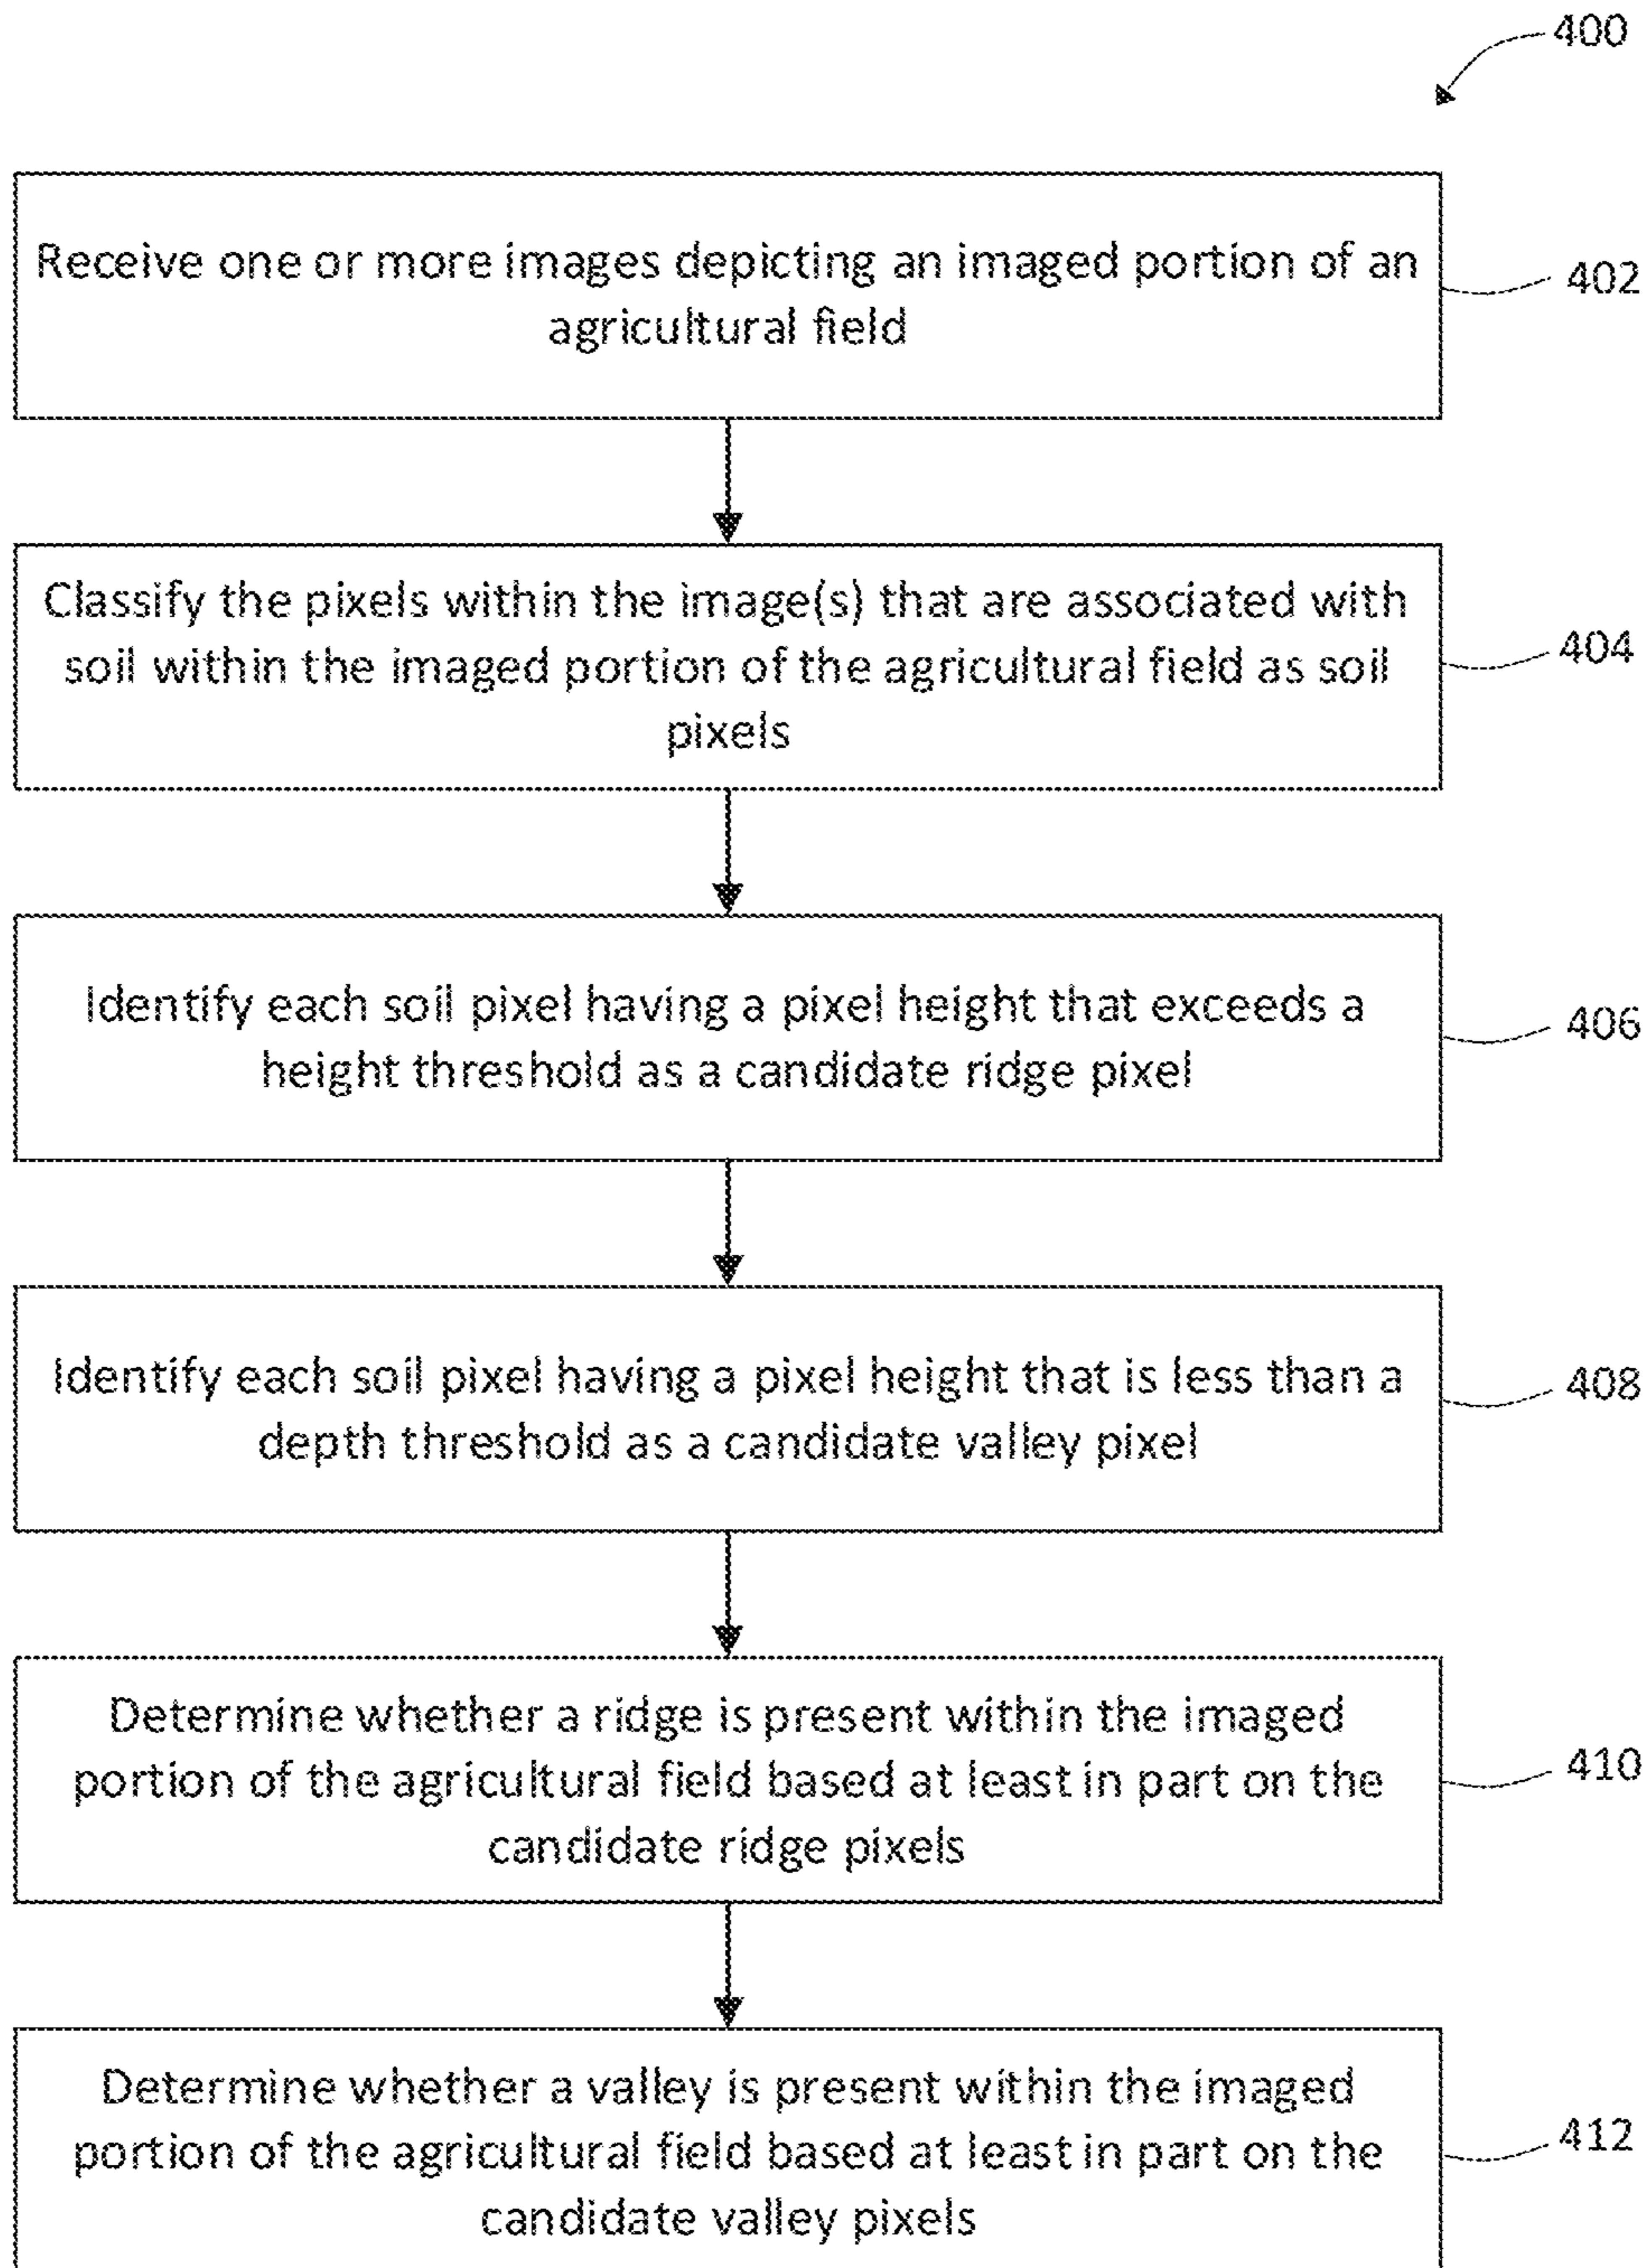 400
Receive one or more images depicting an imaged portion of an
agricultural field
402
Classify the pixels within the image(s) that are associated with
soil within the imaged portion of the agricultural field as soil
pixels
404
Identify each soil pixel having a pixel height that exceeds a
height threshold as a candidate ridge pixel
406
Identify each soil pixel having a pixel height that is less than a
depth threshold as a candidate valley pixel
408
Determine whether a ridge is present within the imaged
portion of the agricultural field based at least in part on the
candidate ridge pixels
410
Determine whether a valley is present within the imaged
portion of the agricultural field based at least in part on the
candidate valley pixels
412